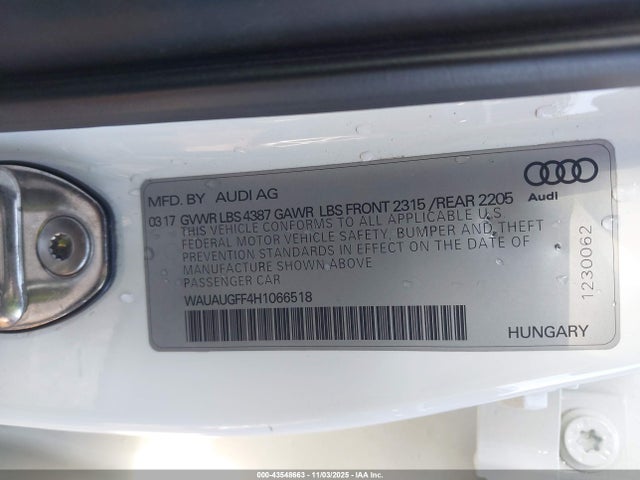 MFD. BY AUDI AG
Audi
0317 GVWR LBS 4387 GAWR LBS FRONT 2315 /REAR 2205
THIS VEHICLE CONFORMS TO ALL APPLICABLE U.S
FEDERAL MOTOR VEHICLE SAFETY, BUMPER AND THEFT
PREVENTION STANDARDS IN EFFECT ON THE DATE OF
MANUFACTURE SHOWN ABOVE
PASSENGER CAR
WAUAUGFF4H1066518
1230062
HUNGARY
000-43548663 - 11/03/2025 - IAA Inc.